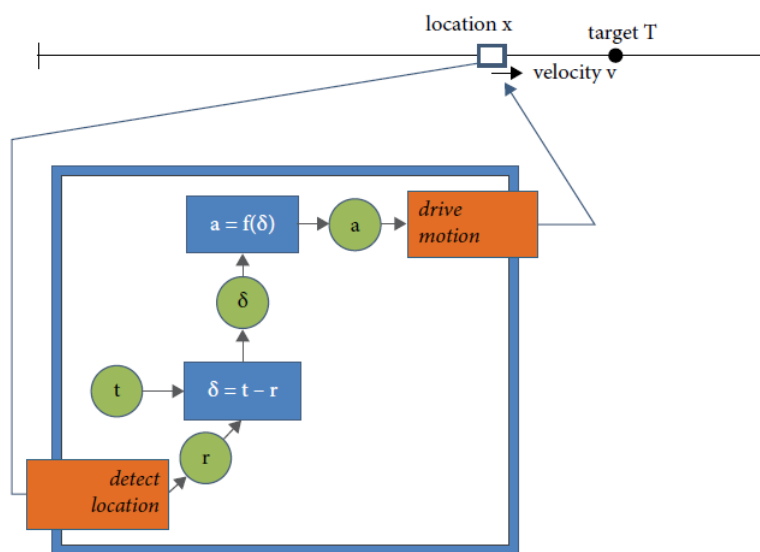 location x
target T
velocity v
a = f(δ)
a
drive
motion
δ
t
δ = t – r
r
detect
location